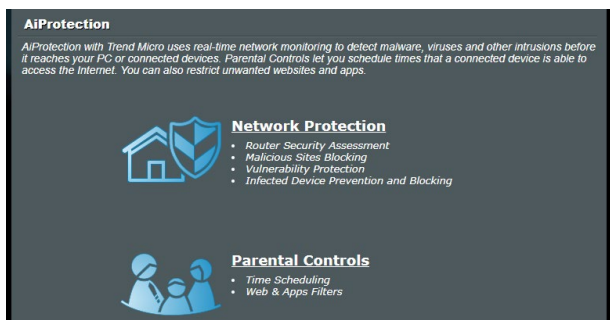 AiProtection
AiProtection with Trend Micro uses real-time network monitoring to detect malware, viruses and other intrusions before
it reaches your PC or connected devices. Parental Controls let you schedule times that a connected device is able to
access the Internet. You can also restrict unwanted websites and apps.
Network Protection
• Router Security Assessment
• Malicious Sites Blocking
• Vulnerability Protection
• Infected Device Prevention and Blocking
Parental Controls
• Time Scheduling
• Web & Apps Filters